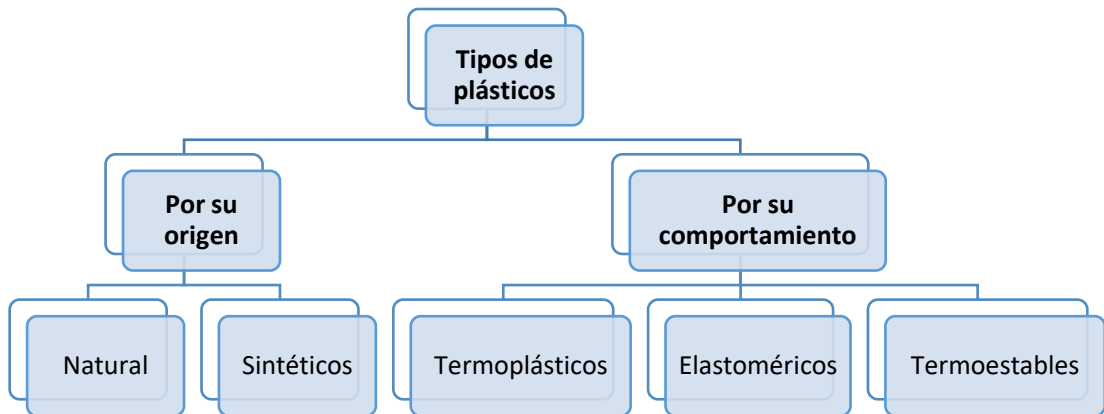 Tipos de
plásticos
Por su
origen
Por su
comportamiento
Natural
Sintéticos
Termoplásticos
Elastoméricos
Termoestables